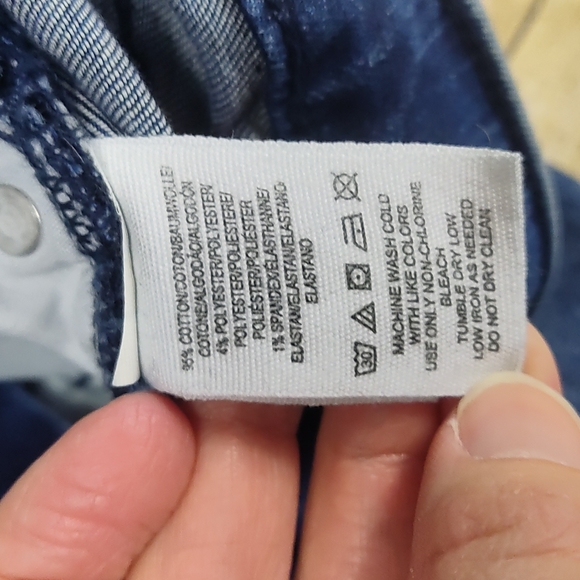 95% COTTON/COTON/BAUMWOLLE/
COTONE/ALGODÃO/ALGODÓN
4% POLYESTER/POLYESTER/
POLYESTER/POLIESTERE/
POLIÉSTER/POLIÉSTER
1% SPANDEX/ÉLASTHANNE/
ELASTAN/ELASTAN/ELASTANO/
ELASTANO
30
MACHINE WASH COLD
WITH LIKE COLORS
USE ONLY NON-CHLORINE
BLEACH
TUMBLE DRY LOW
LOW IRON AS NEEDED
DO NOT DRY CLEAN